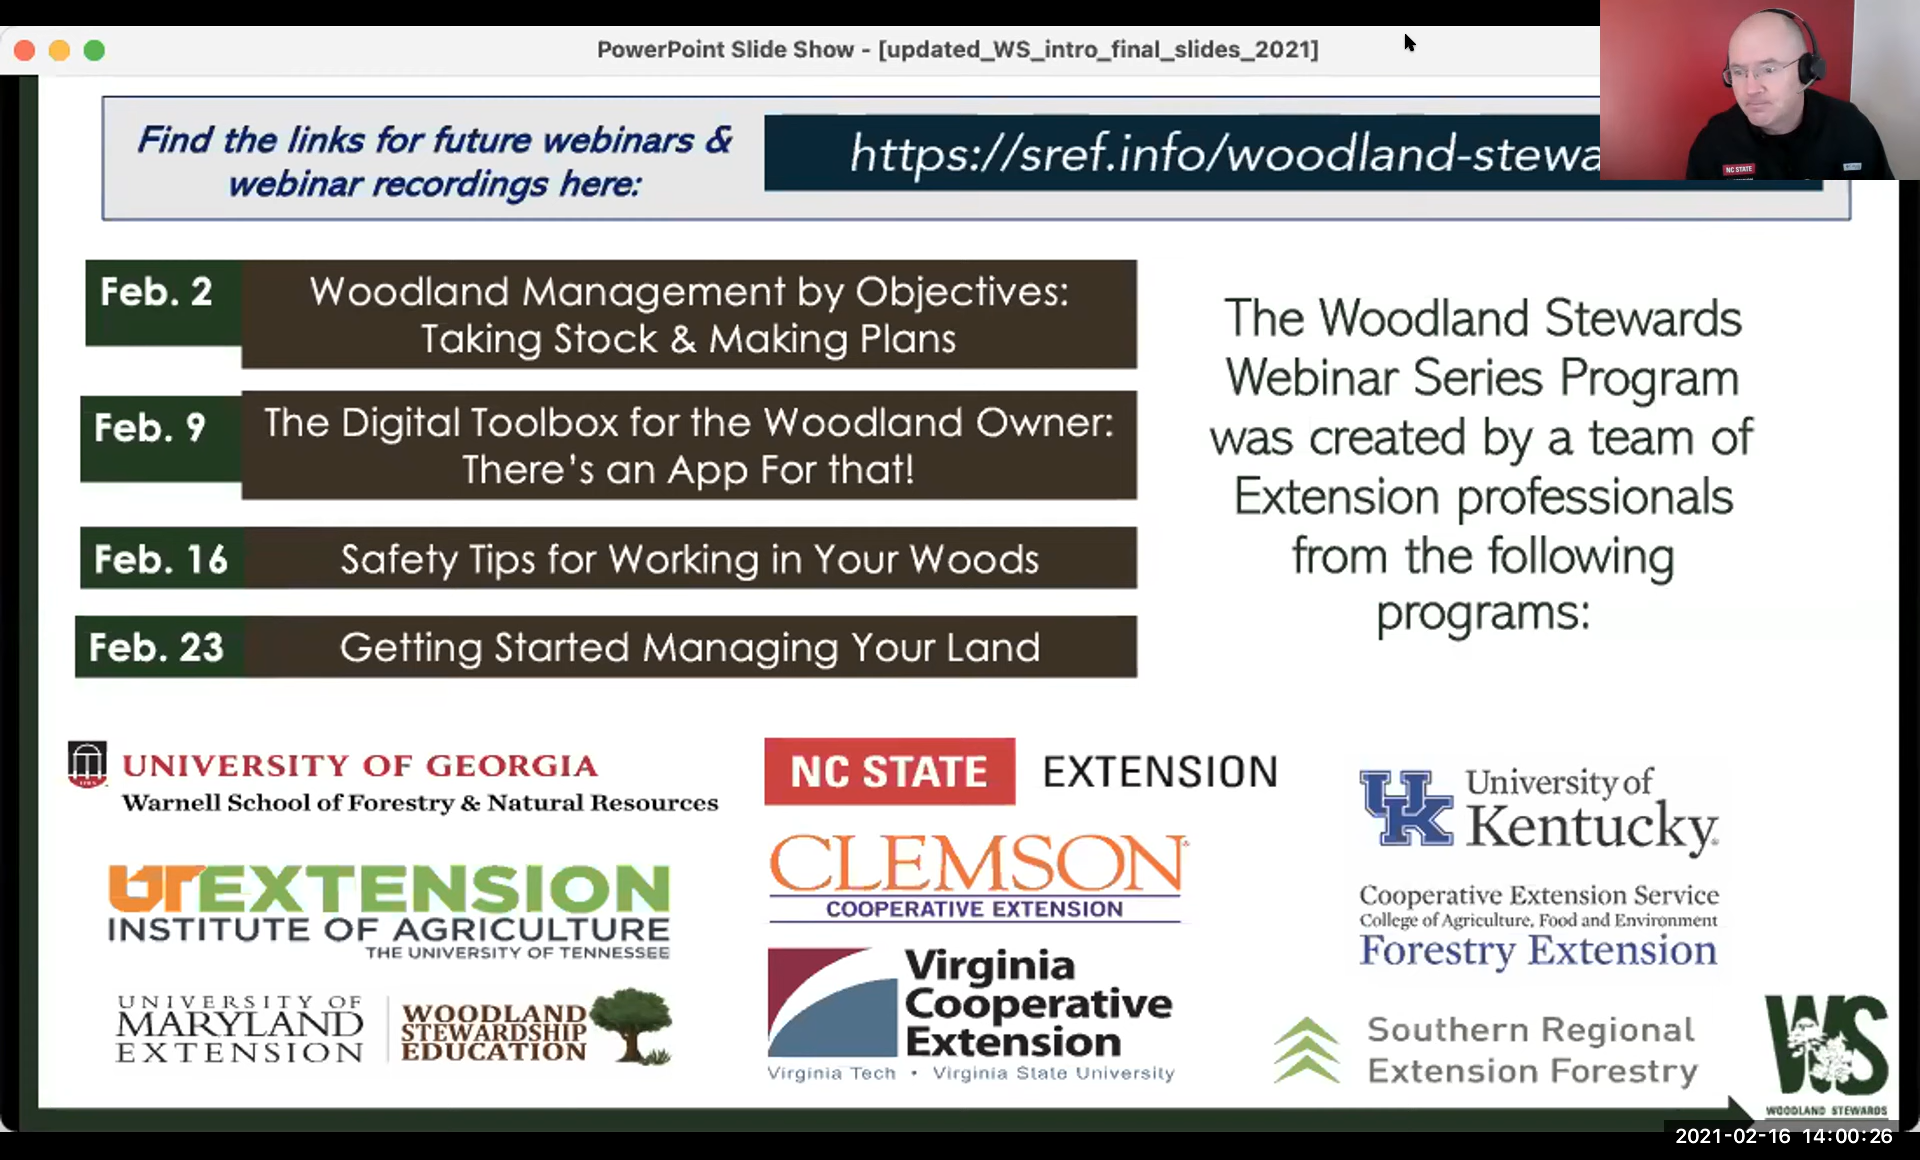 PowerPoint Slide Show - [updated_WS_intro_final_slides_2021]
Find the links for future webinars &
webinar recordings here:
https://sref.info/woodland-stewa
NC STATE
Feb. 2
Woodland Management by Objectives:
Taking Stock & Making Plans
Feb. 9
The Digital Toolbox for the Woodland Owner:
There's an App For that!
Feb. 16
Safety Tips for Working in Your Woods
Feb. 23
Getting Started Managing Your Land
The Woodland Stewards
Webinar Series Program
was created by a team of
Extension professionals
from the following
programs:
UNIVERSITY OF GEORGIA
Warnell School of Forestry & Natural Resources
UT EXTENSION
INSTITUTE OF AGRICULTURE
THE UNIVERSITY OF TENNESSEE
UNIVERSITY OF
MARYLAND
EXTENSION
WOODLAND
STEWARDSHIP
EDUCATION
NC STATE EXTENSION
CLEMSON
COOPERATIVE EXTENSION
Virginia
Cooperative
Extension
Virginia Tech • Virginia State University
UK
University of
Kentucky
Cooperative Extension Service
College of Agriculture, Food and Environment
Forestry Extension
Southern Regional
Extension Forestry
WS
WOODLAND STEWARDS
2021-02-16 14:00:26